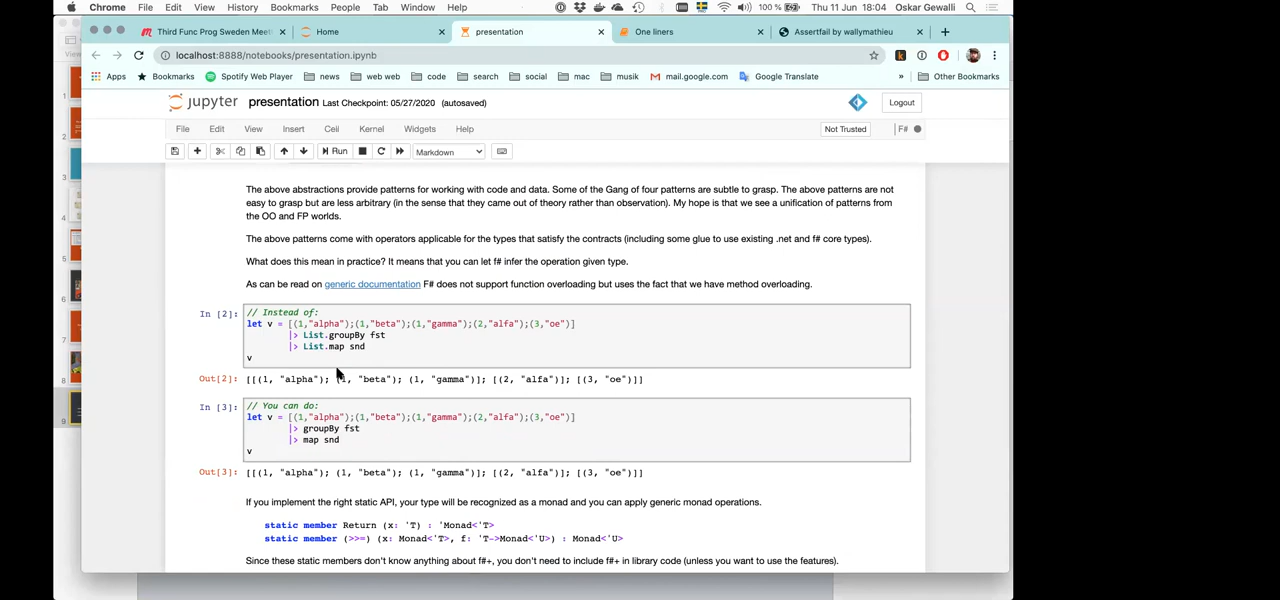 Chrome File Edit View History Bookmarks People Tab Window Help 100 % Thu 11 Jun 18:04 Oskar Gewalli
Third Func Prog Sweden Meet Home presentation One liners Assertfail by wallymathieu
localhost:8888/notebooks/presentation.ipynb
Apps Bookmarks Spotify Web Player news web web code search social mac musik mail.google.com Google Translate » Other Bookmarks
jupyter presentation Last Checkpoint: 05/27/2020 (autosaved) Logout
File Edit View Insert Cell Kernel Widgets Help Not Trusted F#
Run Markdown
The above abstractions provide patterns for working with code and data. Some of the Gang of four patterns are subtle to grasp. The above patterns are not
easy to grasp but are less arbitrary (in the sense that they came out of theory rather than observation). My hope is that we see a unification of patterns from
the OO and FP worlds.
The above patterns come with operators applicable for the types that satisfy the contracts (including some glue to use existing .net and f# core types).
What does this mean in practice? It means that you can let f# infer the operation given type.
As can be read on generic documentation F# does not support function overloading but uses the fact that we have method overloading.
In [2]: // Instead of:
let v = [(1,"alpha");(1,"beta");(1,"gamma");(2,"alfa");(3,"oe")]
|> List.groupBy fst
|> List.map snd
v
Out[2]: [[(1, "alpha"); (1, "beta"); (1, "gamma")]; [(2, "alfa")]; [(3, "oe")]]
In [3]: // You can do:
let v = [(1,"alpha");(1,"beta");(1,"gamma");(2,"alfa");(3,"oe")]
|> groupBy fst
|> map snd
v
Out[3]: [[(1, "alpha"); (1, "beta"); (1, "gamma")]; [(2, "alfa")]; [(3, "oe")]]
If you implement the right static API, your type will be recognized as a monad and you can apply generic monad operations.
static member Return (x: 'T) : 'Monad<'T>
static member (>>=) (x: Monad<'T>, f: 'T->Monad<'U>) : Monad<'U>
Since these static members don't know anything about f#+, you don't need to include f#+ in library code (unless you want to use the features).
1
2
3
4
5
6
7
8
9